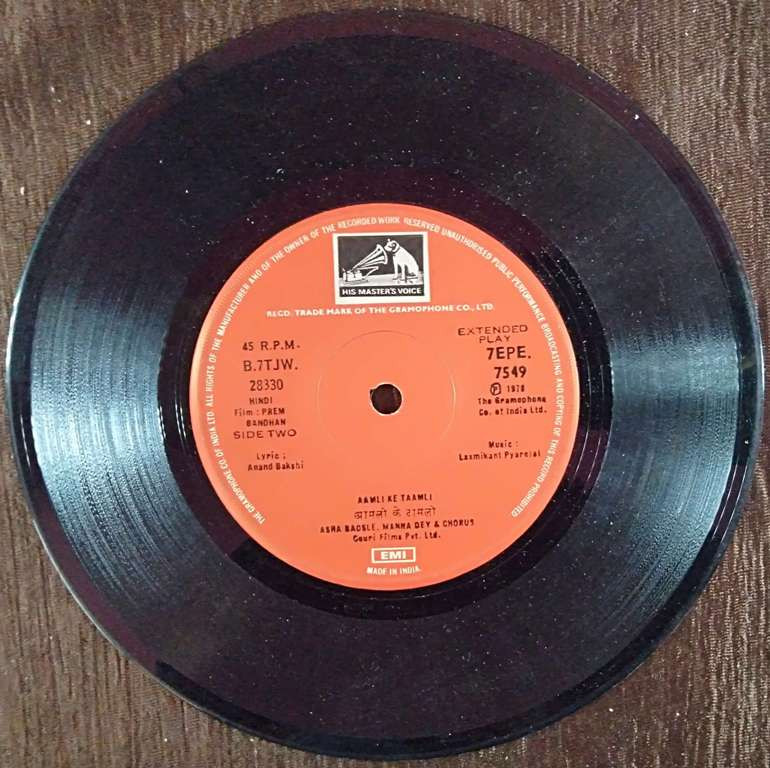 THE GRAMOPHONE CO. OF INDIA LTD. ALL RIGHTS OF THE MANUFACTURER AND OF THE OWNER OF THE RECORDED WORK RESERVED UNAUTHORISED PUBLIC PERFORMANCE BROADCASTING AND COPYING OF THIS RECORD PROHIBITED
HIS MASTER'S VOICE
REGD. TRADE MARK OF THE GRAMOPHONE CO., LTD.
45 R.P.M.
B.7TJW.
28330
HINDI
Film : PREM
BANDHAN
SIDE TWO
Lyric :
Anand Bakshi
EXTENDED
PLAY
7EPE.
7549
Ⓟ 1978
The Gramophone
Co. of India Ltd.
Music :
Laxmikant Pyarelal
AAMLI KE TAAMLI
आमली के टामली
ASHA BAOSLE, MANNA DEY & CHORUS
Gouri Films Pvt. Ltd.
EMI
MADE IN INDIA.